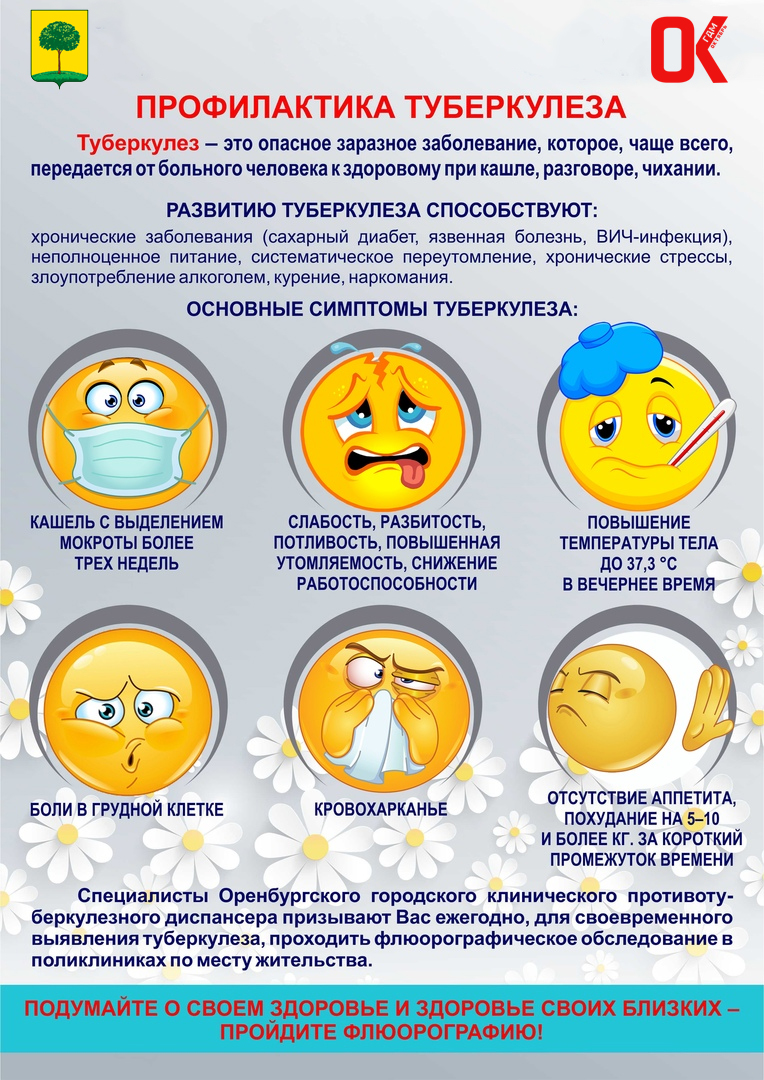 ОК
ГДМ
ОКТЯБРЬ
ПРОФИЛАКТИКА ТУБЕРКУЛЕЗА
Туберкулез – это опасное заразное заболевание, которое, чаще всего,
передается от больного человека к здоровому при кашле, разговоре, чихании.
РАЗВИТИЮ ТУБЕРКУЛЕЗА СПОСОБСТВУЮТ:
хронические заболевания (сахарный диабет, язвенная болезнь, ВИЧ-инфекция),
неполноценное питание, систематическое переутомление, хронические стрессы,
злоупотребление алкоголем, курение, наркомания.
ОСНОВНЫЕ СИМПТОМЫ ТУБЕРКУЛЕЗА:
КАШЕЛЬ С ВЫДЕЛЕНИЕМ
МОКРОТЫ БОЛЕЕ
ТРЕХ НЕДЕЛЬ
СЛАБОСТЬ, РАЗБИТОСТЬ,
ПОТЛИВОСТЬ, ПОВЫШЕННАЯ
УТОМЛЯЕМОСТЬ, СНИЖЕНИЕ
РАБОТОСПОСОБНОСТИ
ПОВЫШЕНИЕ
ТЕМПЕРАТУРЫ ТЕЛА
ДО 37,3 °С
В ВЕЧЕРНЕЕ ВРЕМЯ
БОЛИ В ГРУДНОЙ КЛЕТКЕ
КРОВОХАРКАНЬЕ
ОТСУТСТВИЕ АППЕТИТА,
ПОХУДАНИЕ НА 5–10
И БОЛЕЕ КГ. ЗА КОРОТКИЙ
ПРОМЕЖУТОК ВРЕМЕНИ
Специалисты Оренбургского городского клинического противоту-
беркулезного диспансера призывают Вас ежегодно, для своевременного
выявления туберкулеза, проходить флюорографическое обследование в
поликлиниках по месту жительства.
ПОДУМАЙТЕ О СВОЕМ ЗДОРОВЬЕ И ЗДОРОВЬЕ СВОИХ БЛИЗКИХ –
ПРОЙДИТЕ ФЛЮОРОГРАФИЮ!